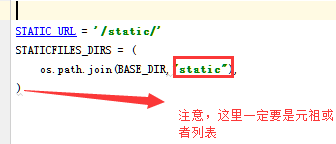 STATIC_URL = '/static/'
STATICFILES_DIRS = (
os.path.join(BASE_DIR,"static"),
)
注意，这里一定要是元祖或
者列表